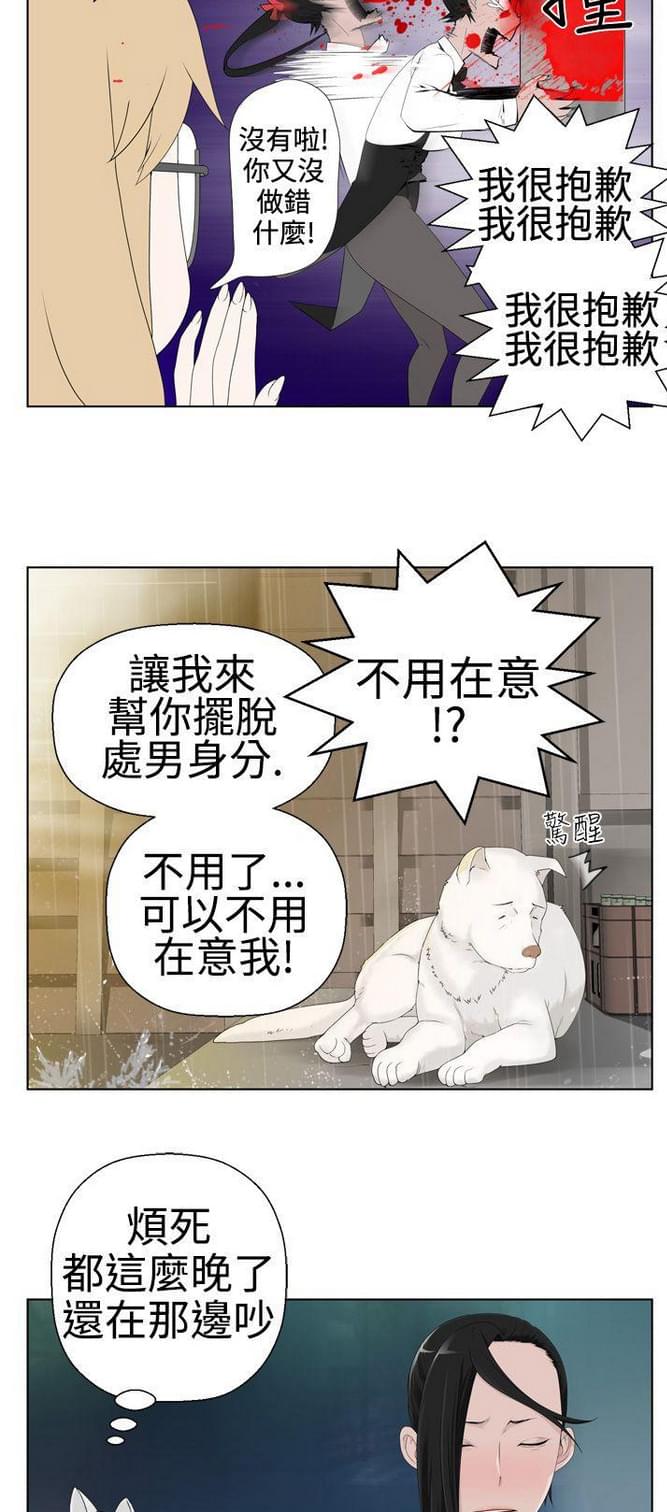 撞
沒有啦!
你又沒
做錯
什麼!
我很抱歉
我很抱歉
我很抱歉
我很抱歉
讓我來
幫你擺脫
處男身分.
不用在意
!?
不用了...
可以不用
在意我!
驚醒
煩死
都這麼晚了
還在那邊吵